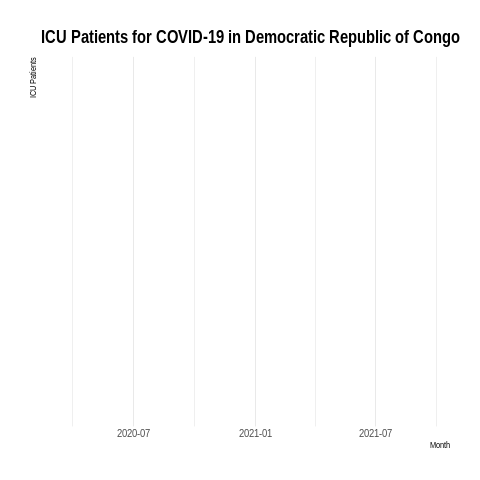 ICU Patients for COVID-19 in Democratic Republic of Congo
ICU Patients
2020-07
2021-01
2021-07
Month